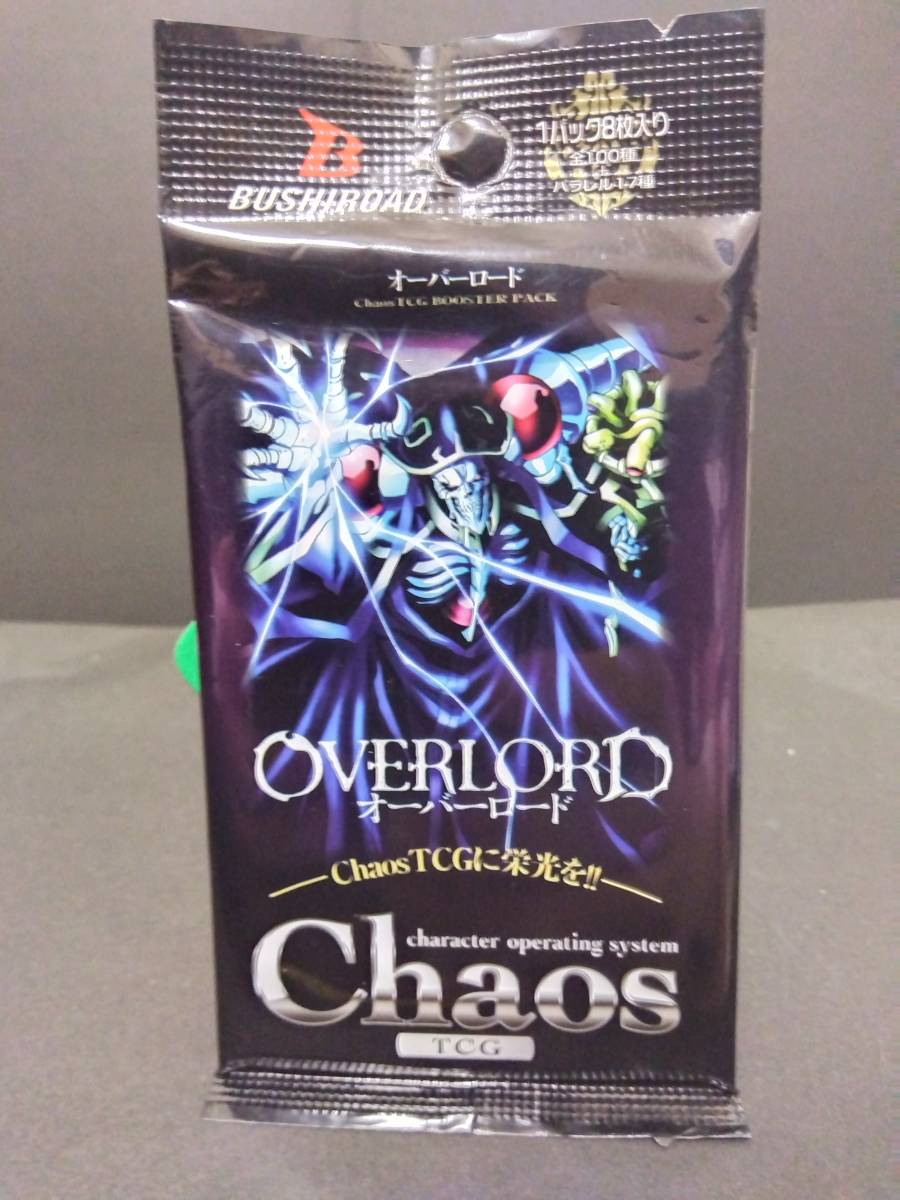 B
BUSHIROAD
1パック8枚入り
全100種
+
パラレル17種
オーバーロード
ChaosTCG BOOSTER PACK
OVERLORD
オーバーロード
ChaosTCGに栄光を!!
character operating system
Chaos
TCG